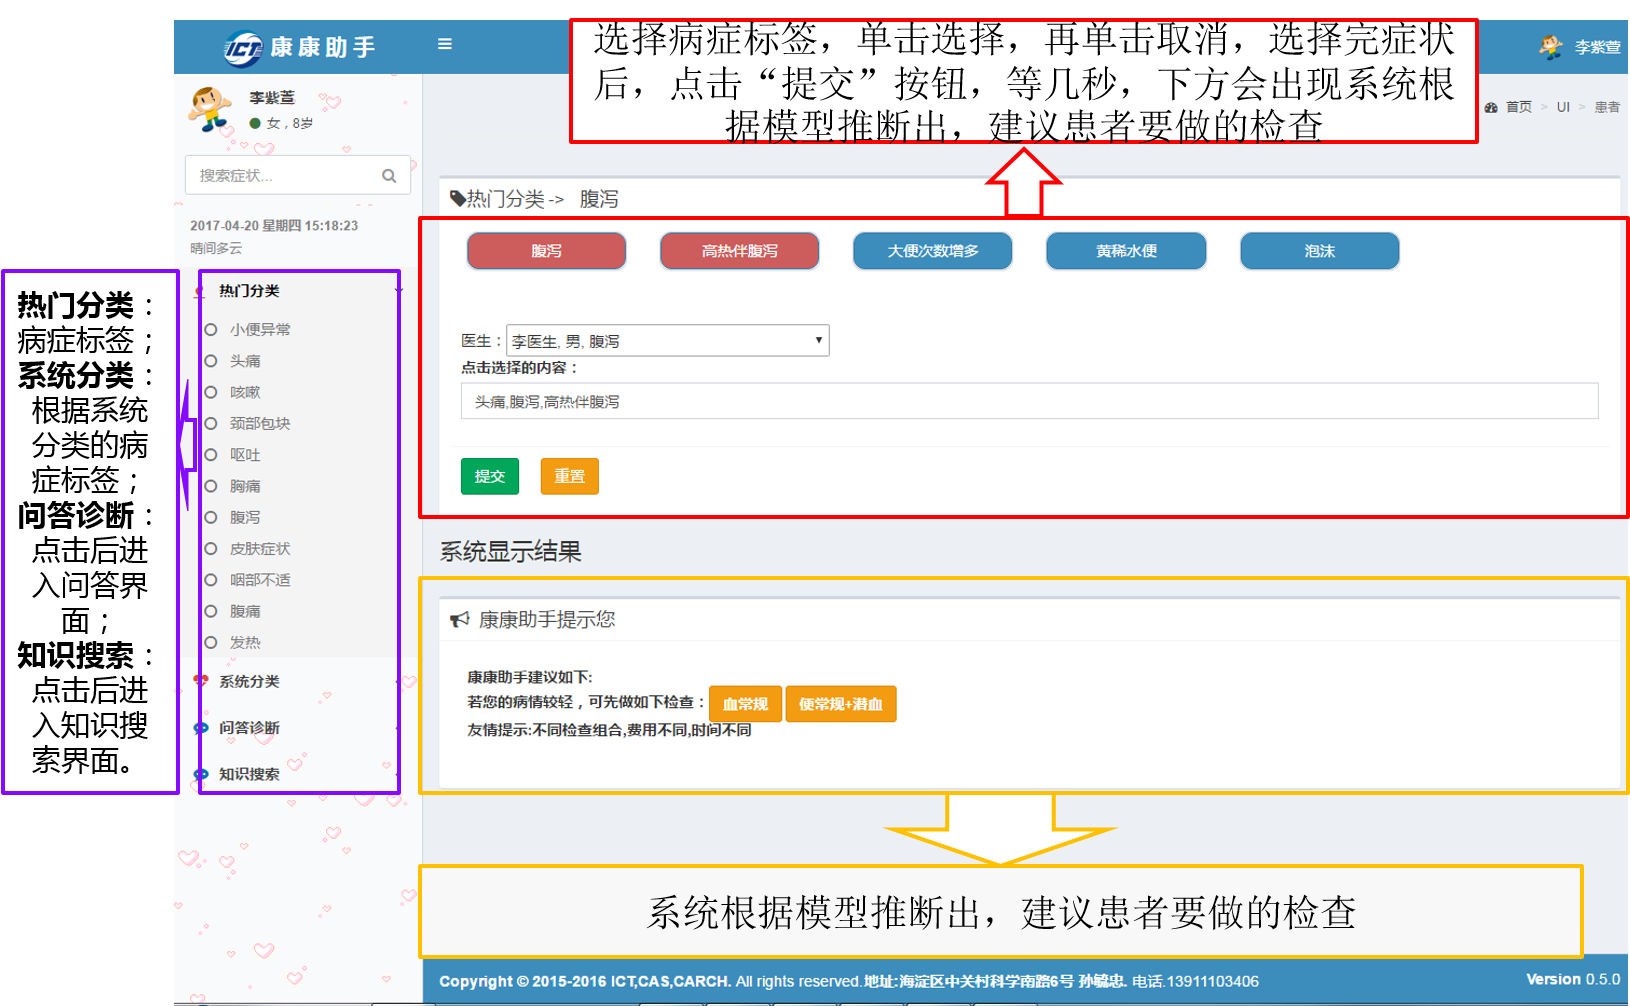 ICT 康康助手
选择病症标签，单击选择，再单击取消，选择完症状
后，点击“提交”按钮，等几秒，下方会出现系统根
据模型推断出，建议患者要做的检查
李紫萱
李紫萱
女 , 8岁
首页 > UI > 患者
搜索症状...
2017-04-20 星期四 15:18:23
晴间多云
热门分类：
病症标签；
系统分类：
根据系统
分类的病
症标签；
问答诊断：
点击后进
入问答界
面；
知识搜索：
点击后进
入知识搜
索界面。
热门分类
小便异常
头痛
咳嗽
颈部包块
呕吐
胸痛
腹泻
皮肤症状
咽部不适
腹痛
发热
系统分类
问答诊断
知识搜索
热门分类 -> 腹泻
腹泻 高热伴腹泻 大便次数增多 黄稀水便 泡沫
医生： 李医生, 男, 腹泻
点击选择的内容：
头痛,腹泻,高热伴腹泻
提交 重置
系统显示结果
康康助手提示您
康康助手建议如下:
若您的病情较轻，可先做如下检查： 血常规 便常规+潜血
友情提示:不同检查组合,费用不同,时间不同
系统根据模型推断出，建议患者要做的检查
Copyright © 2015-2016 ICT,CAS,CARCH. All rights reserved.地址:海淀区中关村科学南路6号 孙毓忠. 电话.13911103406
Version 0.5.0